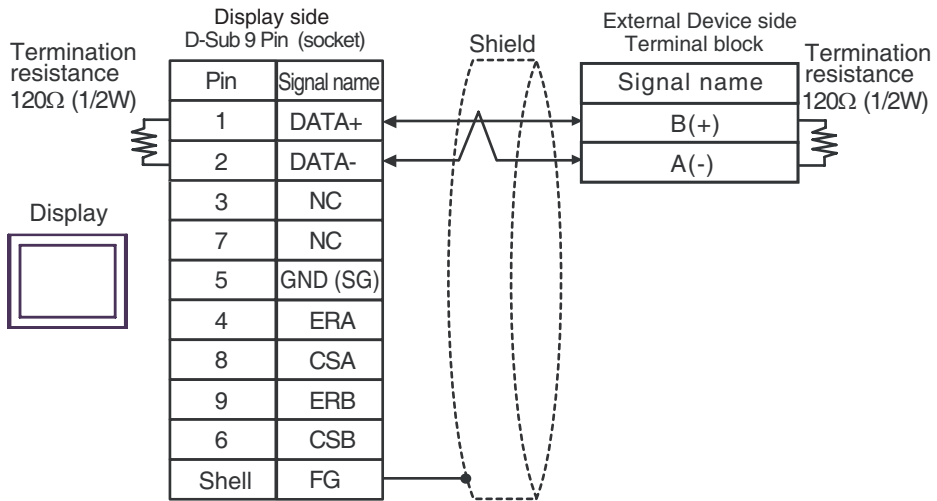 Display side
D-Sub 9 Pin (socket)
Shield
External Device side
Terminal block
Termination
resistance
120Ω (1/2W)
Termination
resistance
120Ω (1/2W)
Pin Signal name
1 DATA+
2 DATA-
3 NC
7 NC
5 GND (SG)
4 ERA
8 CSA
9 ERB
6 CSB
Shell FG
Signal name
B(+)
A(-)
Display